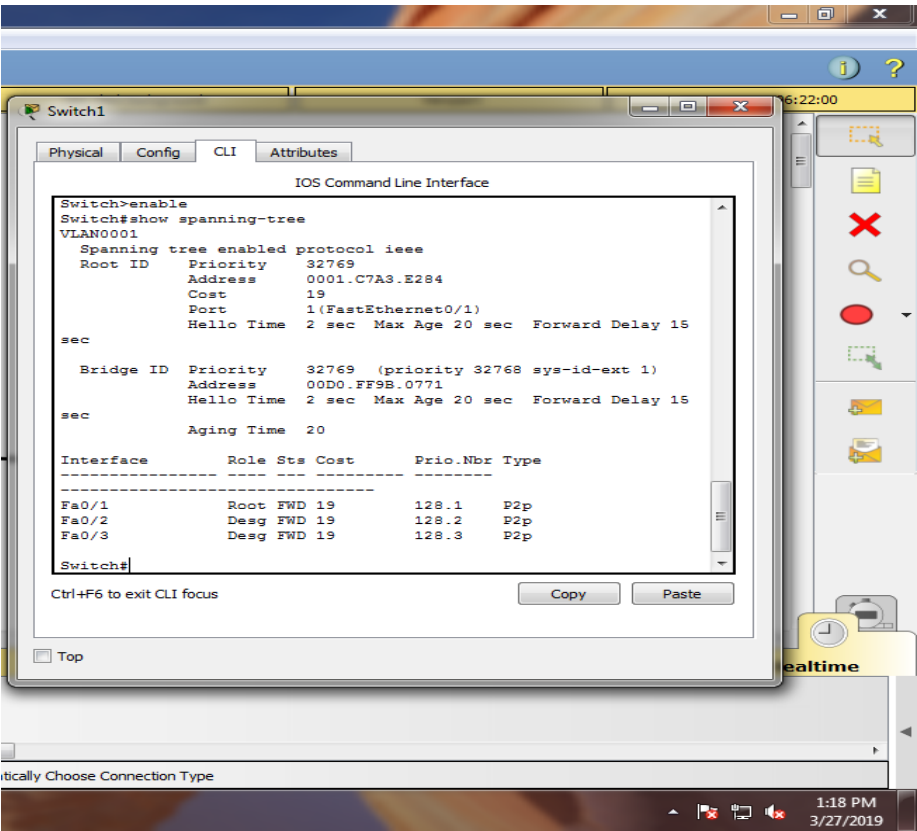 6:22:00
Switch1
Physical Config CLI Attributes
IOS Command Line Interface
Switch>enable
Switch#show spanning-tree
VLAN0001
  Spanning tree enabled protocol ieee
  Root ID    Priority    32769
             Address     0001.C7A3.E284
             Cost        19
             Port        1(FastEthernet0/1)
             Hello Time  2 sec  Max Age 20 sec  Forward Delay 15
sec

  Bridge ID  Priority    32769  (priority 32768 sys-id-ext 1)
             Address     00D0.FF9B.0771
             Hello Time  2 sec  Max Age 20 sec  Forward Delay 15
sec
             Aging Time  20

Interface        Role Sts Cost      Prio.Nbr Type
---------------- ---- --- --------- --------
--------------------------------
Fa0/1            Root FWD 19        128.1    P2p
Fa0/2            Desg FWD 19        128.2    P2p
Fa0/3            Desg FWD 19        128.3    P2p

Switch#
Ctrl+F6 to exit CLI focus
Copy Paste
Top
ealtime
tically Choose Connection Type
1:18 PM
3/27/2019